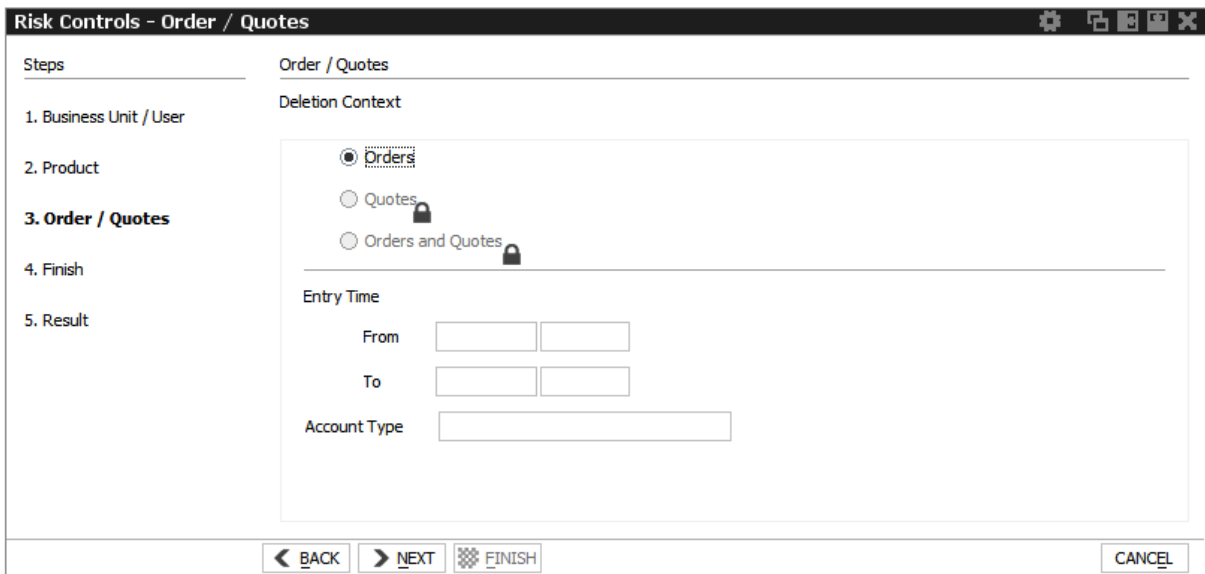 Risk Controls - Order / Quotes
Steps
1. Business Unit / User
2. Product
3. Order / Quotes
4. Finish
5. Result
Order / Quotes
Deletion Context
Orders
Quotes
Orders and Quotes
Entry Time
From
To
Account Type
BACK
NEXT
FINISH
CANCEL